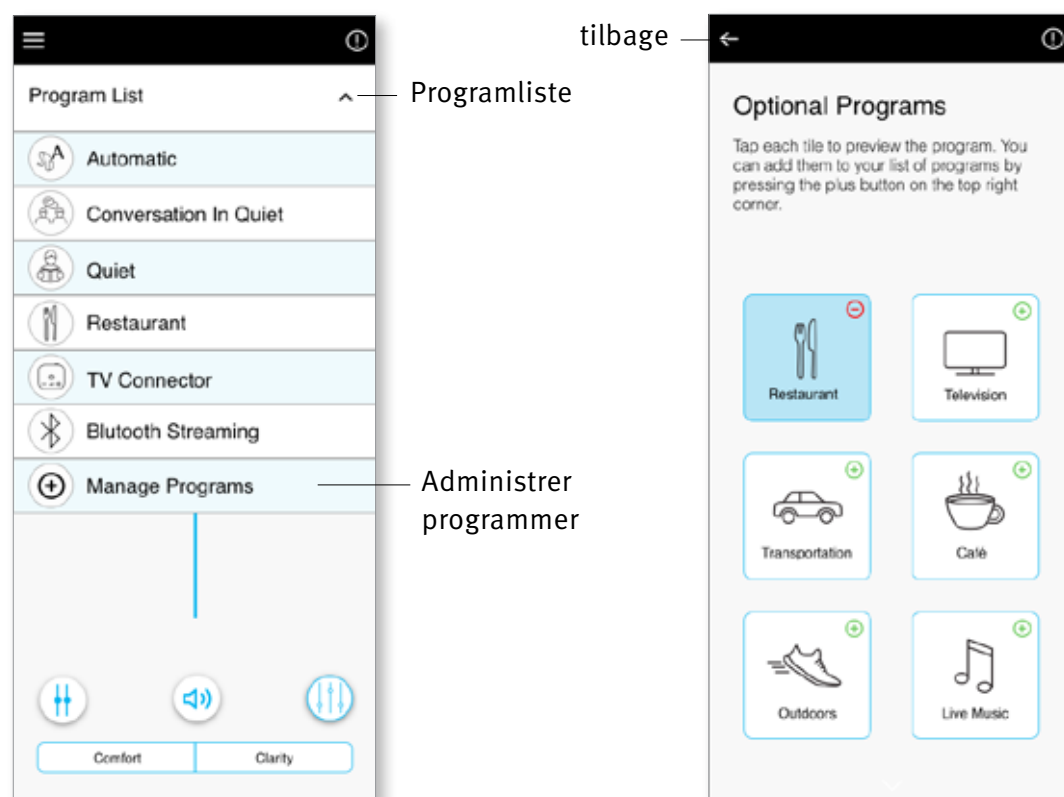 Program List
Automatic
Conversation In Quiet
Quiet
Restaurant
TV Connector
Blutooth Streaming
Manage Programs
Comfort
Clarity
Programliste
Administrer
programmer
tilbage
Optional Programs
Tap each tile to preview the program. You
can add them to your list of programs by
pressing the plus button on the top right
corner.
Restaurant
Television
Transportation
Café
Outdoors
Live Music